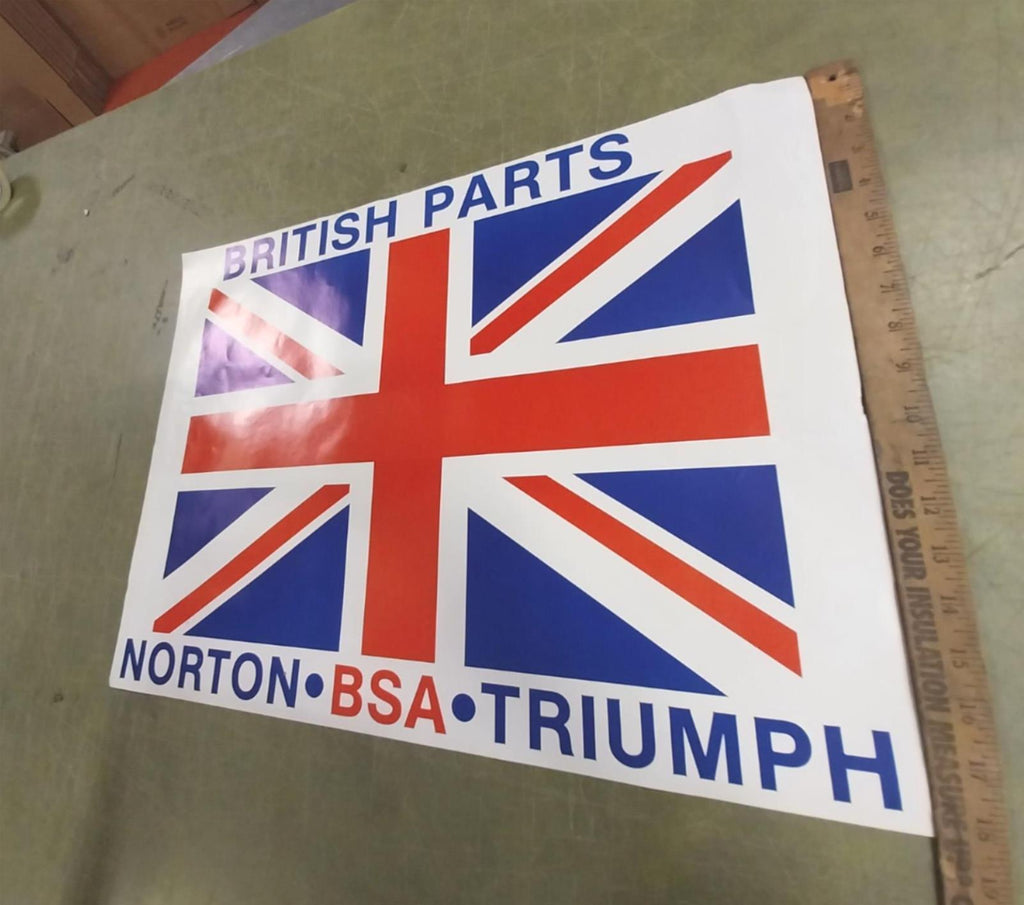 BRITISH PARTS
NORTON•BSA•TRIUMPH
DOES YOUR INSULATION MEASURE UP?